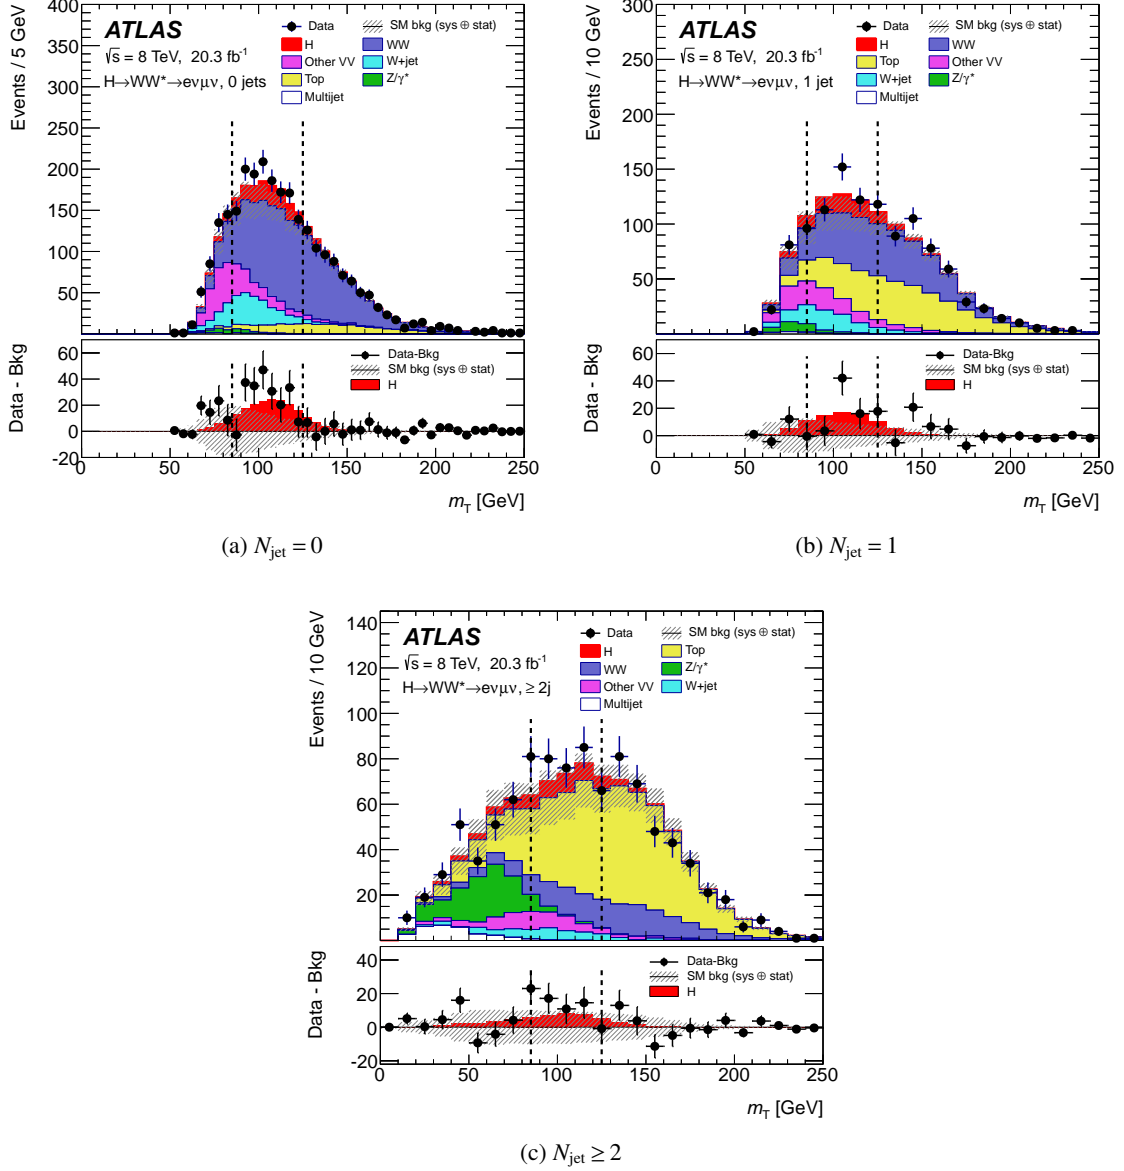 ATLAS
√s = 8 TeV, 20.3 fb⁻¹
H→WW*→eνμν, 0 jets
Data
SM bkg (sys ⊕ stat)
H
WW
Other VV
W+jet
Top
Z/γ*
Multijet
Events / 5 GeV
400
350
300
250
200
150
100
50
Data - Bkg
60
40
20
0
-20
Data-Bkg
SM bkg (sys ⊕ stat)
H
0 50 100 150 200 250
m_T [GeV]
(a) N_jet = 0
ATLAS
√s = 8 TeV, 20.3 fb⁻¹
H→WW*→eνμν, 1 jet
Data
SM bkg (sys ⊕ stat)
H
WW
Top
Other VV
W+jet
Z/γ*
Multijet
Events / 10 GeV
300
250
200
150
100
50
Data - Bkg
60
40
20
0
Data-Bkg
SM bkg (sys ⊕ stat)
H
0 50 100 150 200 250
m_T [GeV]
(b) N_jet = 1
ATLAS
√s = 8 TeV, 20.3 fb⁻¹
H→WW*→eνμν, ≥ 2j
Data
SM bkg (sys ⊕ stat)
H
Top
WW
Z/γ*
Other VV
W+jet
Multijet
Events / 10 GeV
140
120
100
80
60
40
20
Data - Bkg
40
20
0
-20
Data-Bkg
SM bkg (sys ⊕ stat)
H
0 50 100 150 200 250
m_T [GeV]
(c) N_jet ≥ 2